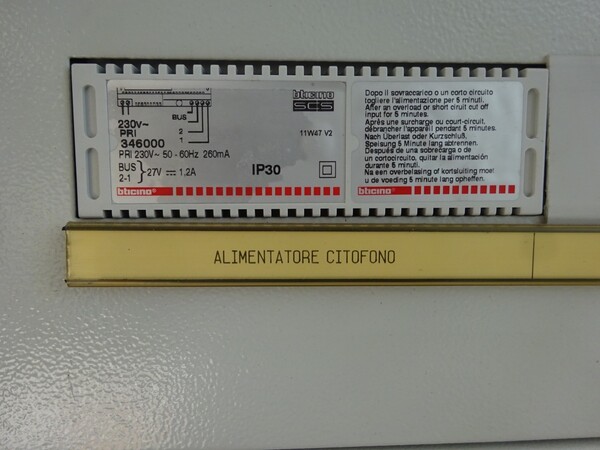 bticino
SCS
230v~
PRI
BUS
2
1
346000
11W47 V2
PRI 230V~ 50 - 60Hz 260mA
BUS
2-1
27V ⎓ 1.2A
IP30
bticino
Dopo il sovraccarico o un corto circuito
togliere l'alimentazione per 5 minuti.
After an overload or short circuit cut off
input for 5 minutes.
Après une surcharge ou court-circuit,
débrancher l'appareil pendant 5 minutes.
Nach Überlast oder Kurzschluß,
Speisung 5 Minute lang abtrennen.
Después de una sobrecarga o de
un cortocircuito, quitar la alimentación
durante 5 minutos.
Na een overbelasting of kortsluiting moet
u de voeding 5 minute lang opheffen.
bticino
ALIMENTATORE CITOFONO